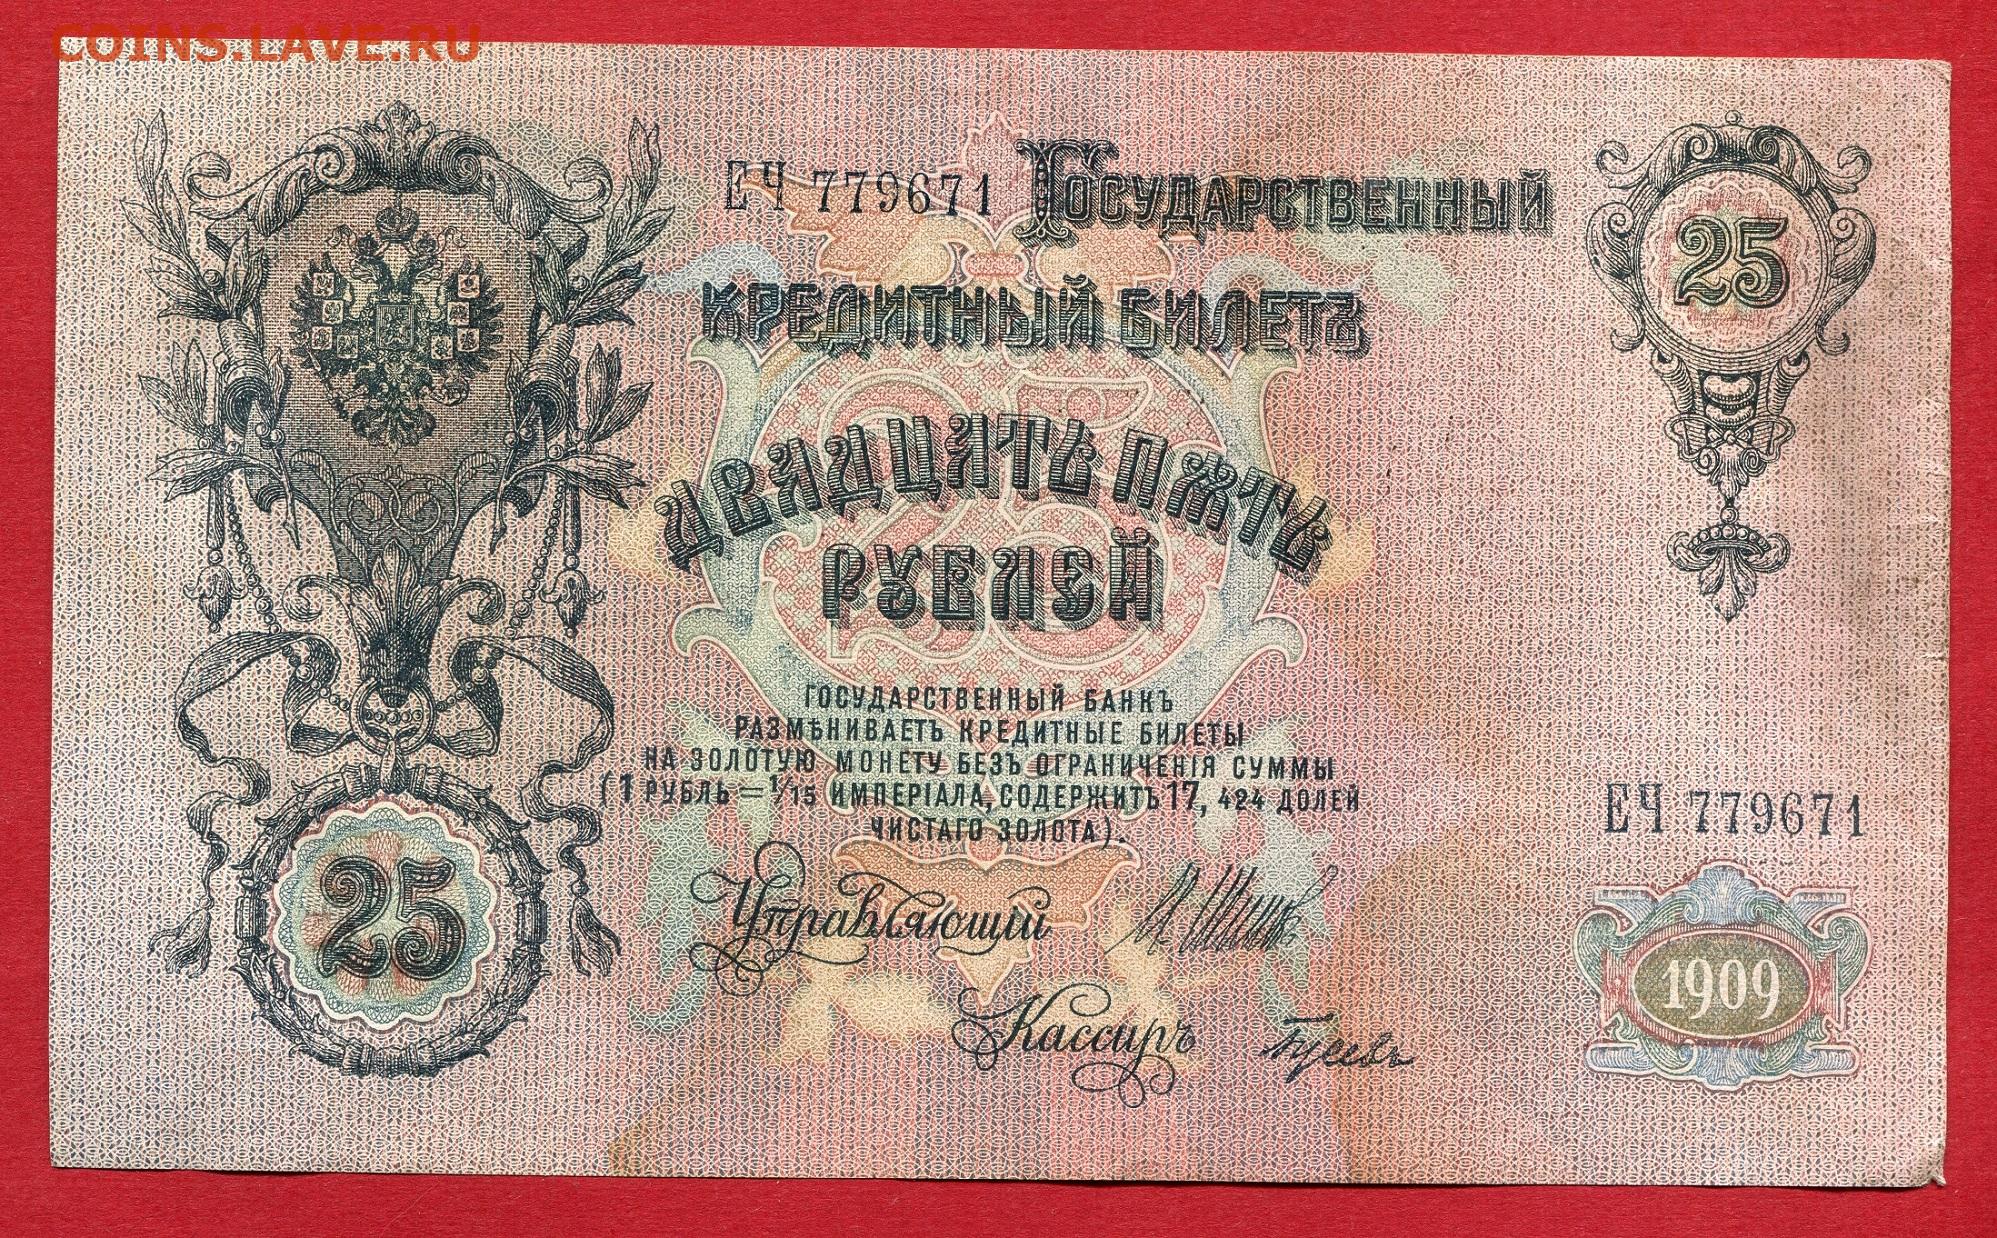 COINS.LAVE.RU
ЕЧ 779671 ГОСУДАРСТВЕННЫЙ
25
КРЕДИТНЫЙ БИЛЕТЪ
ДВАДЦАТЬ ПЯТЬ
РУБЛЕЙ
ГОСУДАРСТВЕННЫЙ БАНКЪ
РАЗМѢНИВАЕТЪ КРЕДИТНЫЕ БИЛЕТЫ
НА ЗОЛОТУЮ МОНЕТУ БЕЗЪ ОГРАНИЧЕНІЯ СУММЫ
(1 РУБЛЬ = 1/15 ИМПЕРІАЛА, СОДЕРЖИТЪ 17, 424 ДОЛЕЙ
ЧИСТАГО ЗОЛОТА).
ЕЧ 779671
25
Управляющій
И Шиповъ
1909
Кассиръ
Гусевъ